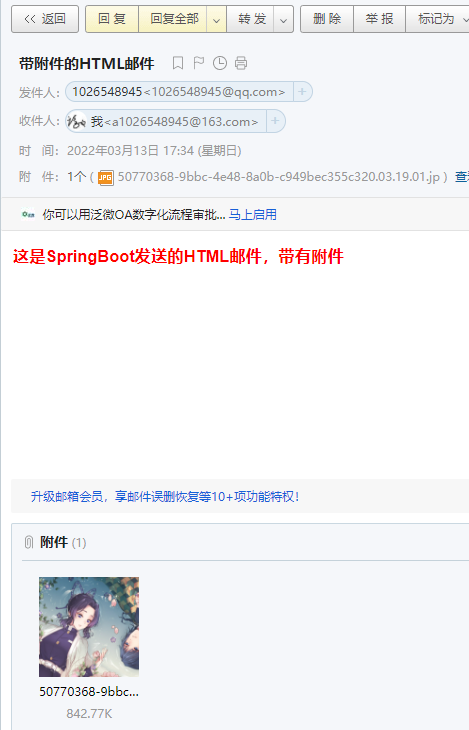 返回 回 复 回复全部 转 发 删 除 举 报 标记为
带附件的HTML邮件
发件人： 1026548945<1026548945@qq.com> +
收件人： 我<a1026548945@163.com> +
时 间： 2022年03月13日 17:34 (星期日)
附 件： 1个 ( JPG 50770368-9bbc-4e48-8a0b-c949bec355c320.03.19.01.jp )
你可以用泛微OA数字化流程审批... 马上启用
这是SpringBoot发送的HTML邮件，带有附件
升级邮箱会员，享邮件误删恢复等10+项功能特权！
附件 (1)
50770368-9bbc...
842.77K